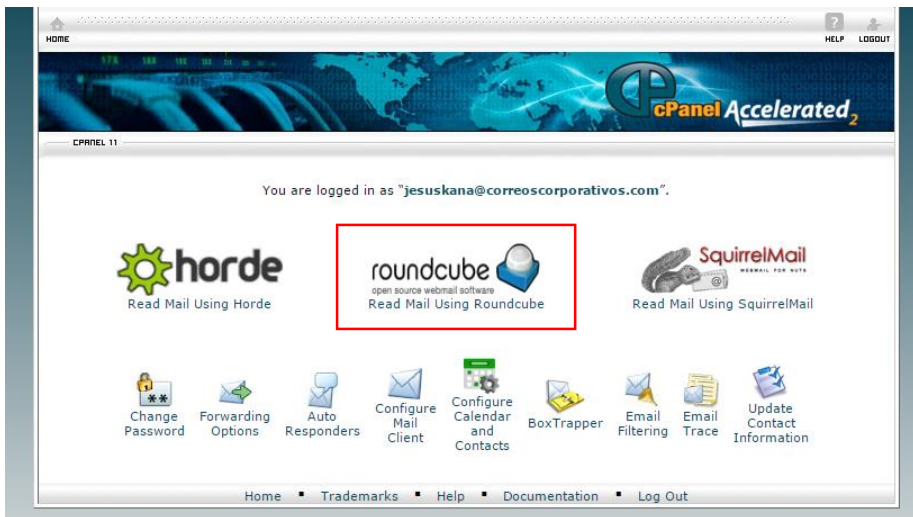 HOME
HELP LOGOUT
cPanel Accelerated2
CPANEL 11
You are logged in as "jesuskana@correoscorporativos.com".
horde
Read Mail Using Horde
roundcube
open source webmail software
Read Mail Using Roundcube
SquirrelMail
WEBMAIL FOR NUTS
Read Mail Using SquirrelMail
Change Password
Forwarding Options
Auto Responders
Configure Mail Client
Configure Calendar and Contacts
BoxTrapper
Email Filtering
Email Trace
Update Contact Information
Home ▪ Trademarks ▪ Help ▪ Documentation ▪ Log Out